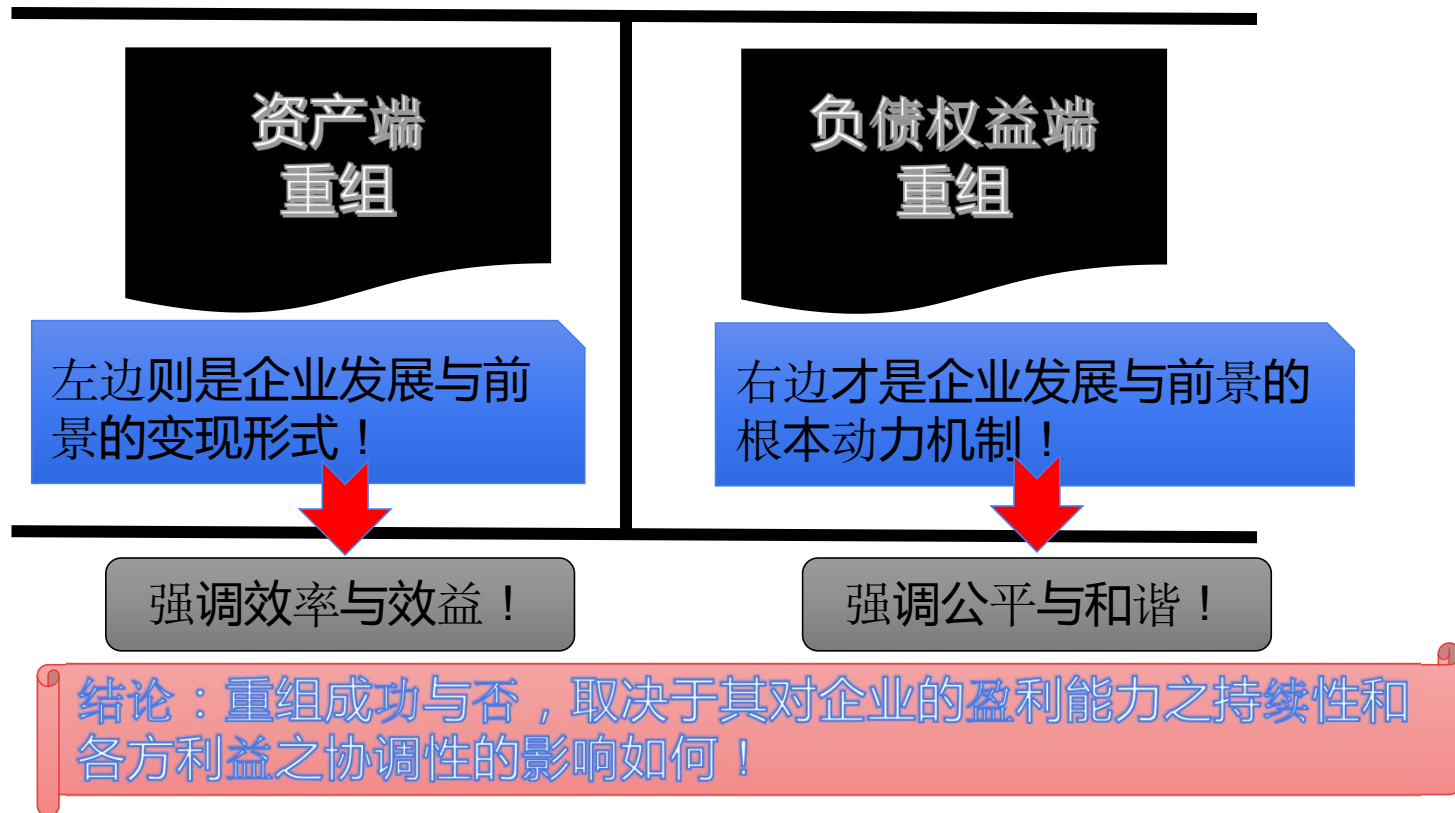 资产端
重组
左边则是企业发展与前
景的变现形式！
强调效率与效益！
负债权益端
重组
右边才是企业发展与前景的
根本动力机制！
强调公平与和谐！
结论：重组成功与否，取决于其对企业的盈利能力之持续性和
各方利益之协调性的影响如何！